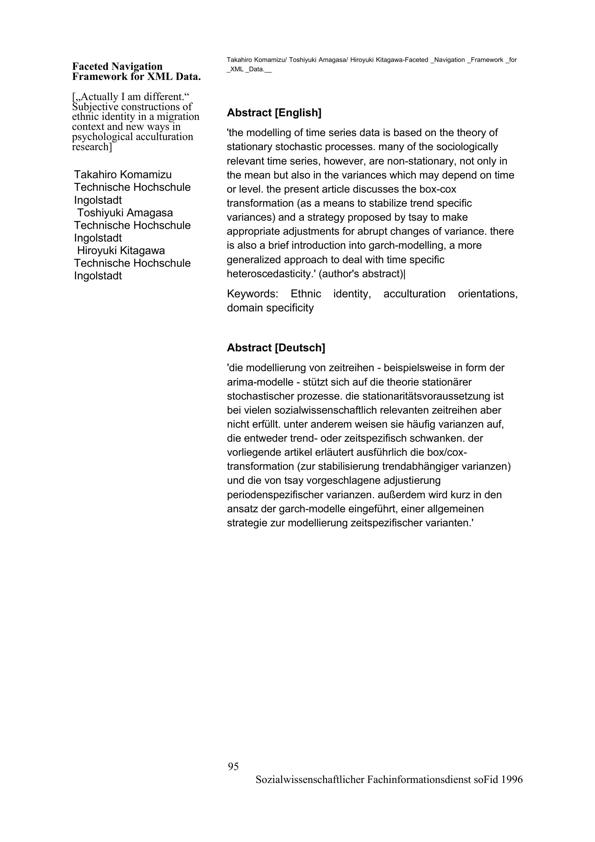 Faceted Navigation
Framework for XML Data.
[„Actually I am different.“
Subjective constructions of
ethnic identity in a migration
context and new ways in
psychological acculturation
research]
Takahiro Komamizu
Technische Hochschule
Ingolstadt
Toshiyuki Amagasa
Technische Hochschule
Ingolstadt
Hiroyuki Kitagawa
Technische Hochschule
Ingolstadt
Takahiro Komamizu/ Toshiyuki Amagasa/ Hiroyuki Kitagawa-Faceted _Navigation _Framework _for
_XML _Data.__
Abstract [English]
'the modelling of time series data is based on the theory of
stationary stochastic processes. many of the sociologically
relevant time series, however, are non-stationary, not only in
the mean but also in the variances which may depend on time
or level. the present article discusses the box-cox
transformation (as a means to stabilize trend specific
variances) and a strategy proposed by tsay to make
appropriate adjustments for abrupt changes of variance. there
is also a brief introduction into garch-modelling, a more
generalized approach to deal with time specific
heteroscedasticity.' (author's abstract)|
Keywords: Ethnic identity, acculturation orientations,
domain specificity
Abstract [Deutsch]
'die modellierung von zeitreihen - beispielsweise in form der
arima-modelle - stützt sich auf die theorie stationärer
stochastischer prozesse. die stationaritätsvoraussetzung ist
bei vielen sozialwissenschaftlich relevanten zeitreihen aber
nicht erfüllt. unter anderem weisen sie häufig varianzen auf,
die entweder trend- oder zeitspezifisch schwanken. der
vorliegende artikel erläutert ausführlich die box/cox-
transformation (zur stabilisierung trendabhängiger varianzen)
und die von tsay vorgeschlagene adjustierung
periodenspezifischer varianzen. außerdem wird kurz in den
ansatz der garch-modelle eingeführt, einer allgemeinen
strategie zur modellierung zeitspezifischer varianten.'
95
Sozialwissenschaftlicher Fachinformationsdienst soFid 1996